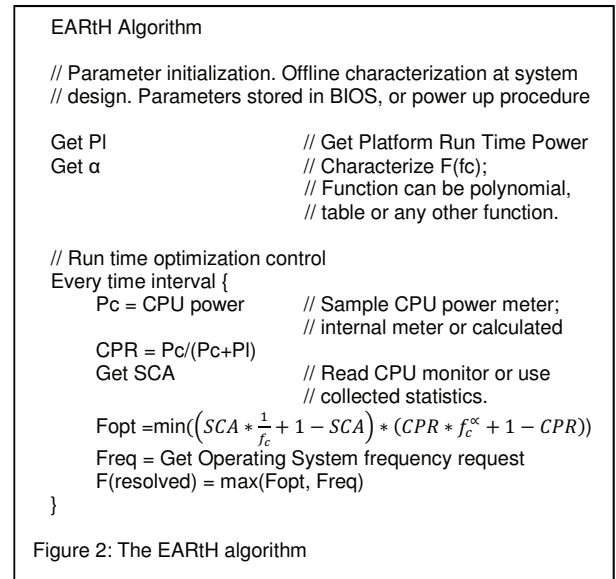 EARtH Algorithm
// Parameter initialization. Offline characterization at system
// design. Parameters stored in BIOS, or power up procedure
Get Pl // Get Platform Run Time Power
Get α // Characterize F(fc);
// Function can be polynomial,
// table or any other function.
// Run time optimization control
Every time interval {
Pc = CPU power // Sample CPU power meter;
// internal meter or calculated
CPR = Pc/(Pc+Pl)
Get SCA // Read CPU monitor or use
// collected statistics.
Fopt =min((SCA * 1/f_c + 1 − SCA) * (CPR * f_c^∝ + 1 − CPR))
Freq = Get Operating System frequency request
F(resolved) = max(Fopt, Freq)
}
Figure 2: The EARtH algorithm